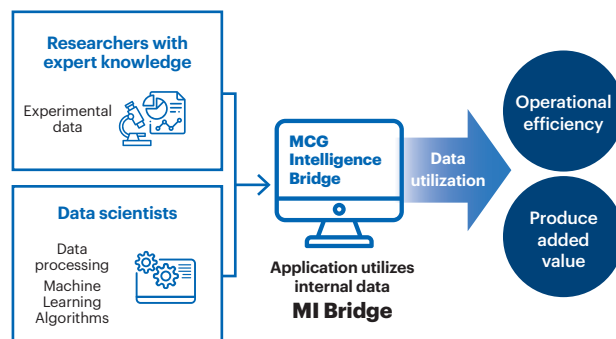 Researchers with
expert knowledge
Experimental
data
Data scientists
Data
processing
Machine
Learning
Algorithms
MCG
Intelligence
Bridge
Application utilizes
internal data
MI Bridge
Data
utilization
Operational
efficiency
Produce
added
value